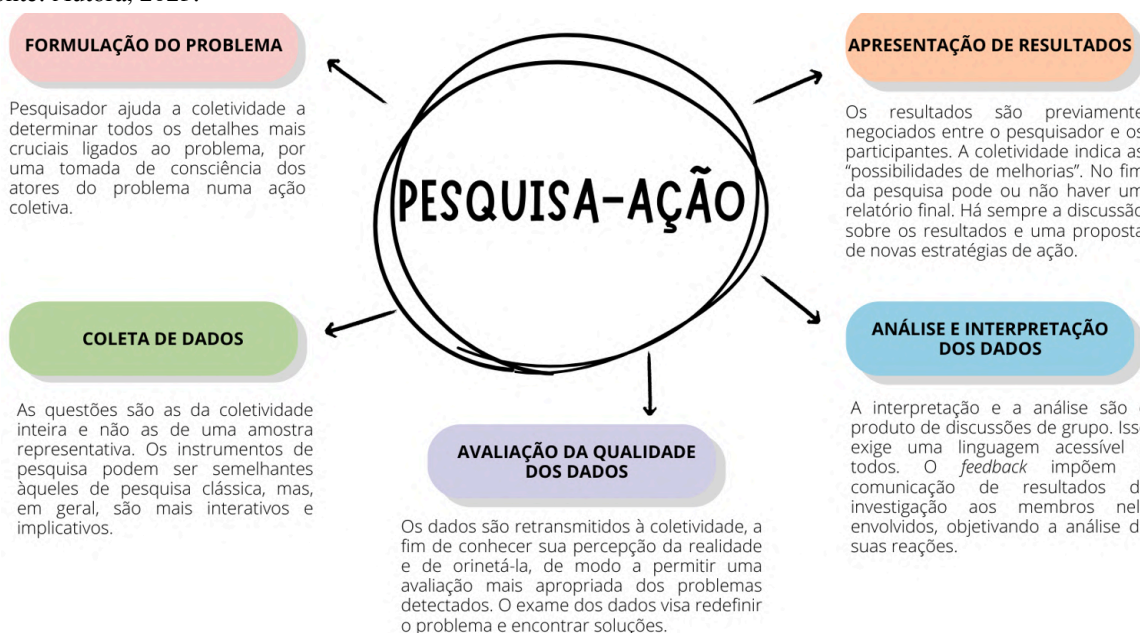 Autora,
FORMULAÇÃO DO PROBLEMA
Pesquisador ajuda a coletividade a
determinar todos os detalhes mais
cruciais ligados ao problema, por
uma tomada de consciência dos
atores do problema numa ação
coletiva.
COLETA DE DADOS
As questões são as da coletividade
inteira e não as de uma amostra
representativa. Os instrumentos de
pesquisa podem ser semelhantes
àqueles de pesquisa clássica, mas,
em geral, são mais interativos e
implicativos.
PESQUISA-AÇÃO
AVALIAÇÃO DA QUALIDADE
DOS DADOS
Os dados são retransmitidos à coletividade, a
fim de conhecer sua percepção da realidade
e de orinetá-la, de modo a permitir uma
avaliação mais apropriada dos problemas
detectados. O exame dos dados visa redefinir
o problema e encontrar soluções.
APRESENTAÇÃO DE RESULTADOS
Os resultados são previamente
negociados entre o pesquisador e os
participantes. A coletividade indica as
“possibilidades de melhorias”. No fim
da pesquisa pode ou não haver um
relatório final. Há sempre a discussão
sobre os resultados e uma proposta
de novas estratégias de ação.
ANÁLISE E INTERPRETAÇÃO
DOS DADOS
A interpretação e a análise são
produto de discussões de grupo. Isso
exige uma linguagem acessível
todos. O feedback impõem
comunicação de resultados
investigação aos membros
envolvidos, objetivando a análise
suas reações.